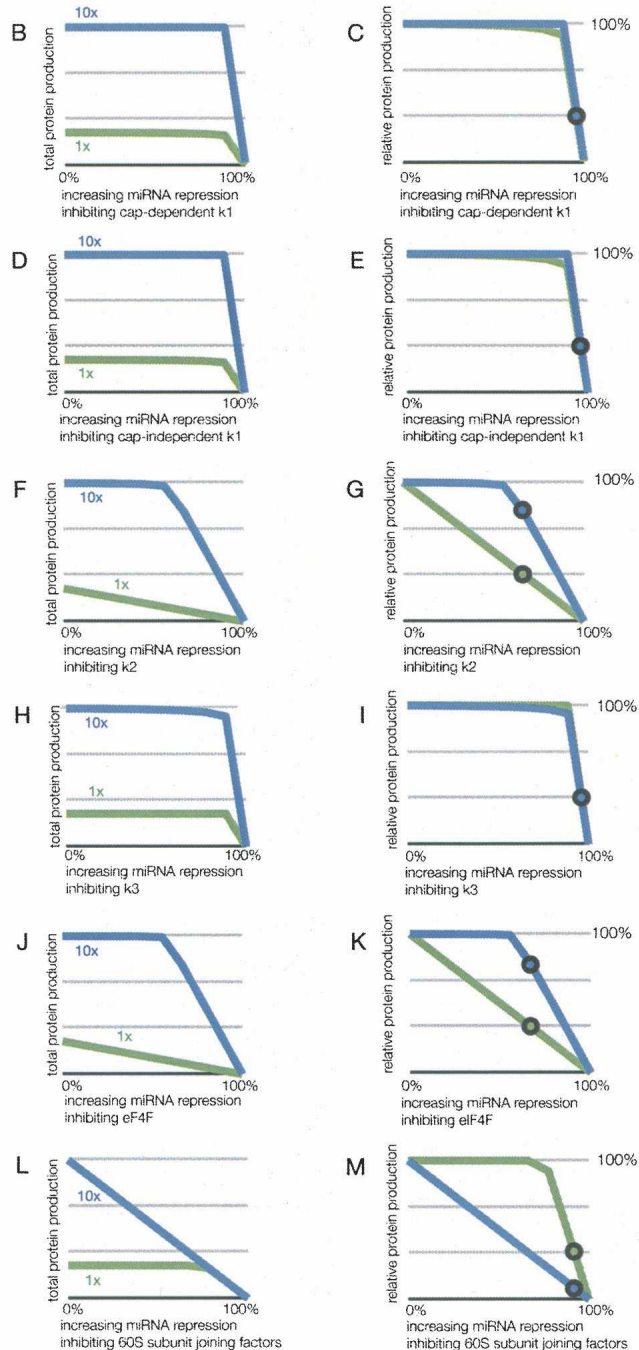 B
10x
total protein production
1x
0%
100%
increasing miRNA repression
inhibiting cap-dependent k1
C
100%
relative protein production
0%
100%
increasing miRNA repression
inhibiting cap-dependent k1
D
10x
total protein production
1x
0%
100%
increasing miRNA repression
inhibiting cap-independent k1
E
100%
relative protein production
0%
100%
increasing miRNA repression
inhibiting cap-independent k1
F
10x
total protein production
1x
0%
100%
increasing miRNA repression
inhibiting k2
G
100%
relative protein production
0%
100%
increasing miRNA repression
inhibiting k2
H
10x
total protein production
1x
0%
100%
increasing miRNA repression
inhibiting k3
I
100%
relative protein production
0%
100%
increasing miRNA repression
inhibiting k3
J
10x
total protein production
1x
0%
100%
increasing miRNA repression
inhibiting eF4F
K
100%
relative protein production
0%
100%
increasing miRNA repression
inhibiting eIF4F
L
10x
total protein production
1x
0%
100%
increasing miRNA repression
inhibiting 60S subunit joining factors
M
100%
relative protein production
0%
100%
increasing miRNA repression
inhibiting 60S subunit joining factors